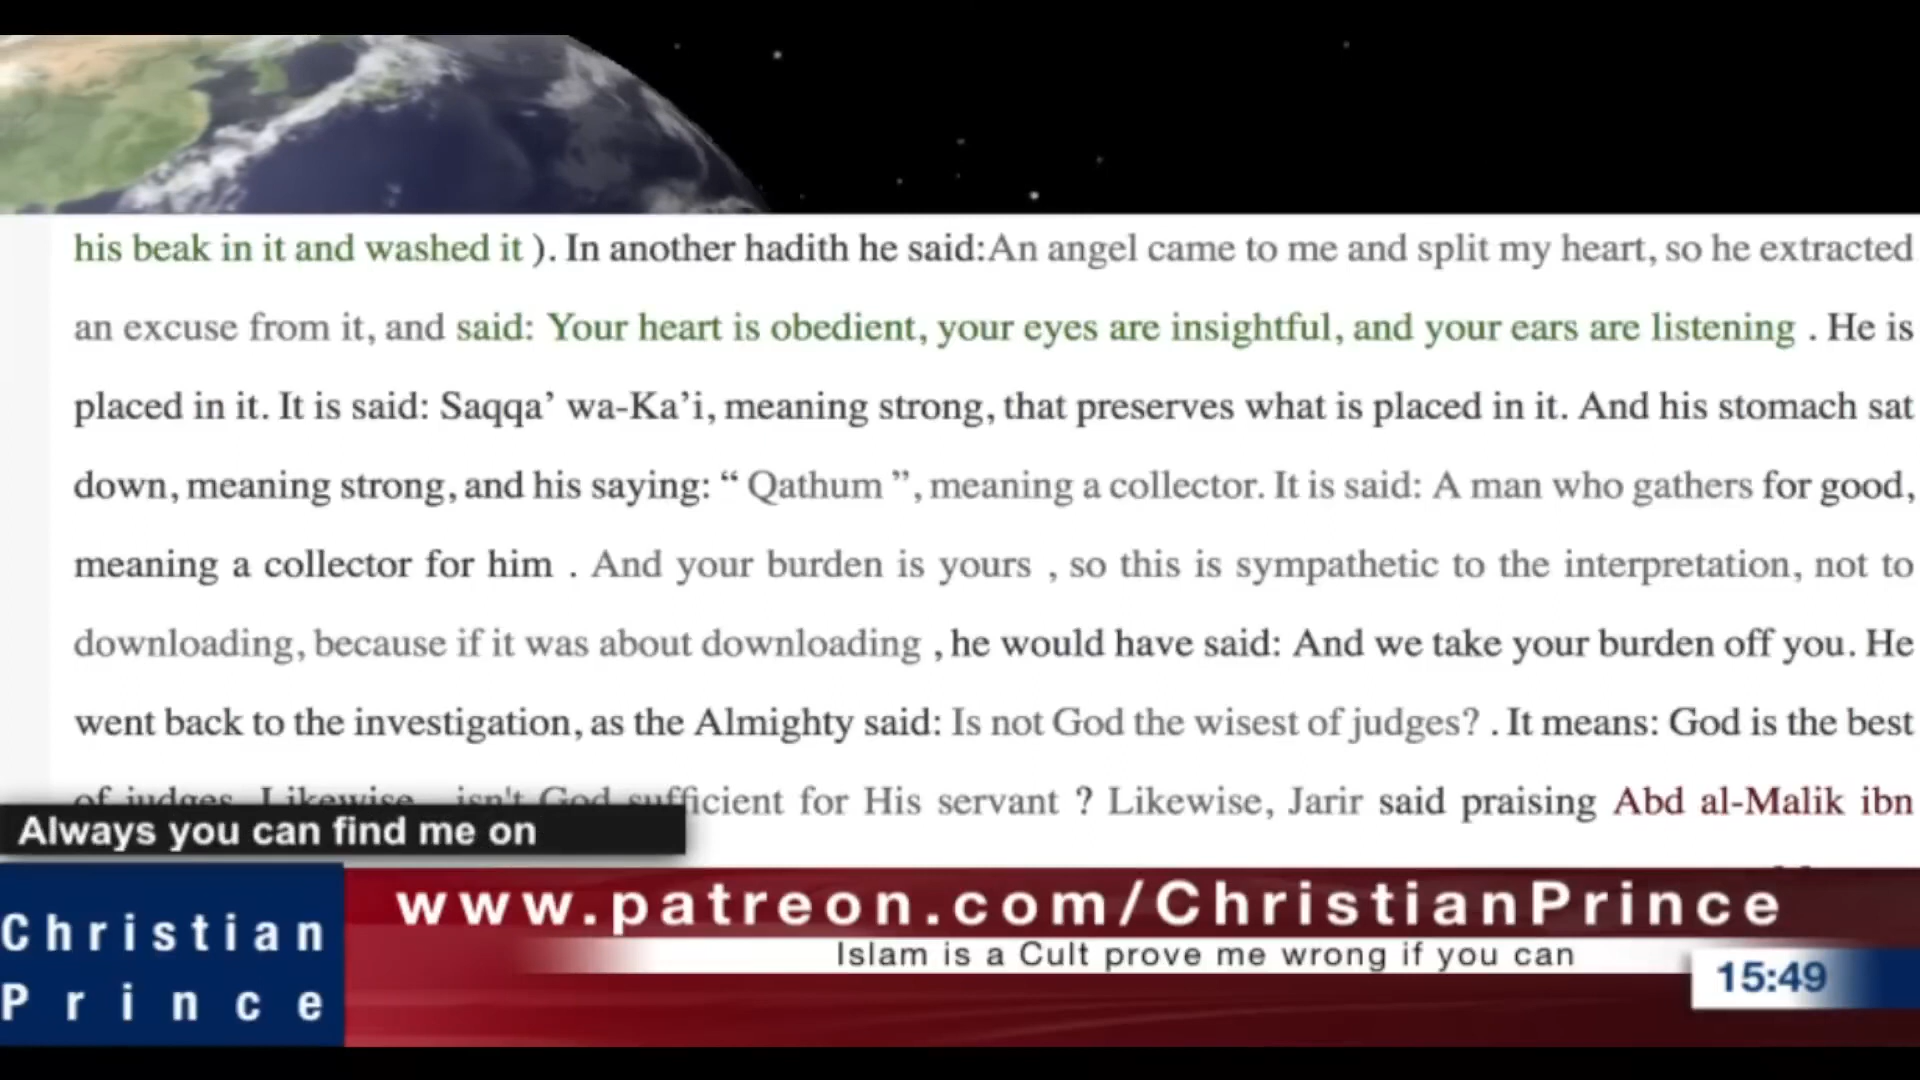 his beak in it and washed it ). In another hadith he said:An angel came to me and split my heart, so he extracted
an excuse from it, and said: Your heart is obedient, your eyes are insightful, and your ears are listening . He is
placed in it. It is said: Saqqa’ wa-Ka’i, meaning strong, that preserves what is placed in it. And his stomach sat
down, meaning strong, and his saying: “ Qathum ”, meaning a collector. It is said: A man who gathers for good,
meaning a collector for him . And your burden is yours , so this is sympathetic to the interpretation, not to
downloading, because if it was about downloading , he would have said: And we take your burden off you. He
went back to the investigation, as the Almighty said: Is not God the wisest of judges? . It means: God is the best
of judges. Likewise, isn't God sufficient for His servant ? Likewise, Jarir said praising Abd al-Malik ibn
Always you can find me on
www.patreon.com/ChristianPrince
Christian
Prince
Islam is a Cult prove me wrong if you can
15:49